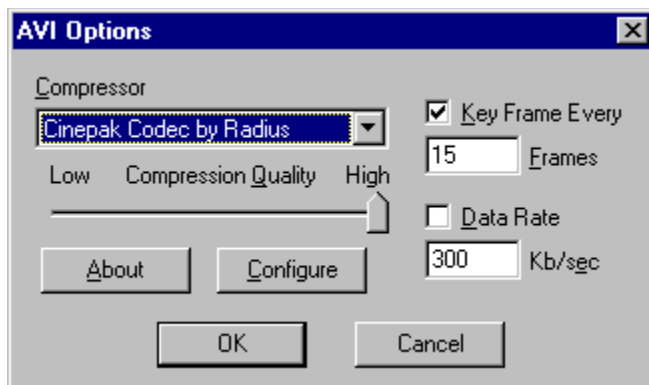 AVI Options
Compressor
Cinepak Codec by Radius
Low Compression Quality High
About Configure
Key Frame Every
15 Frames
Data Rate
300 Kb/sec
OK Cancel